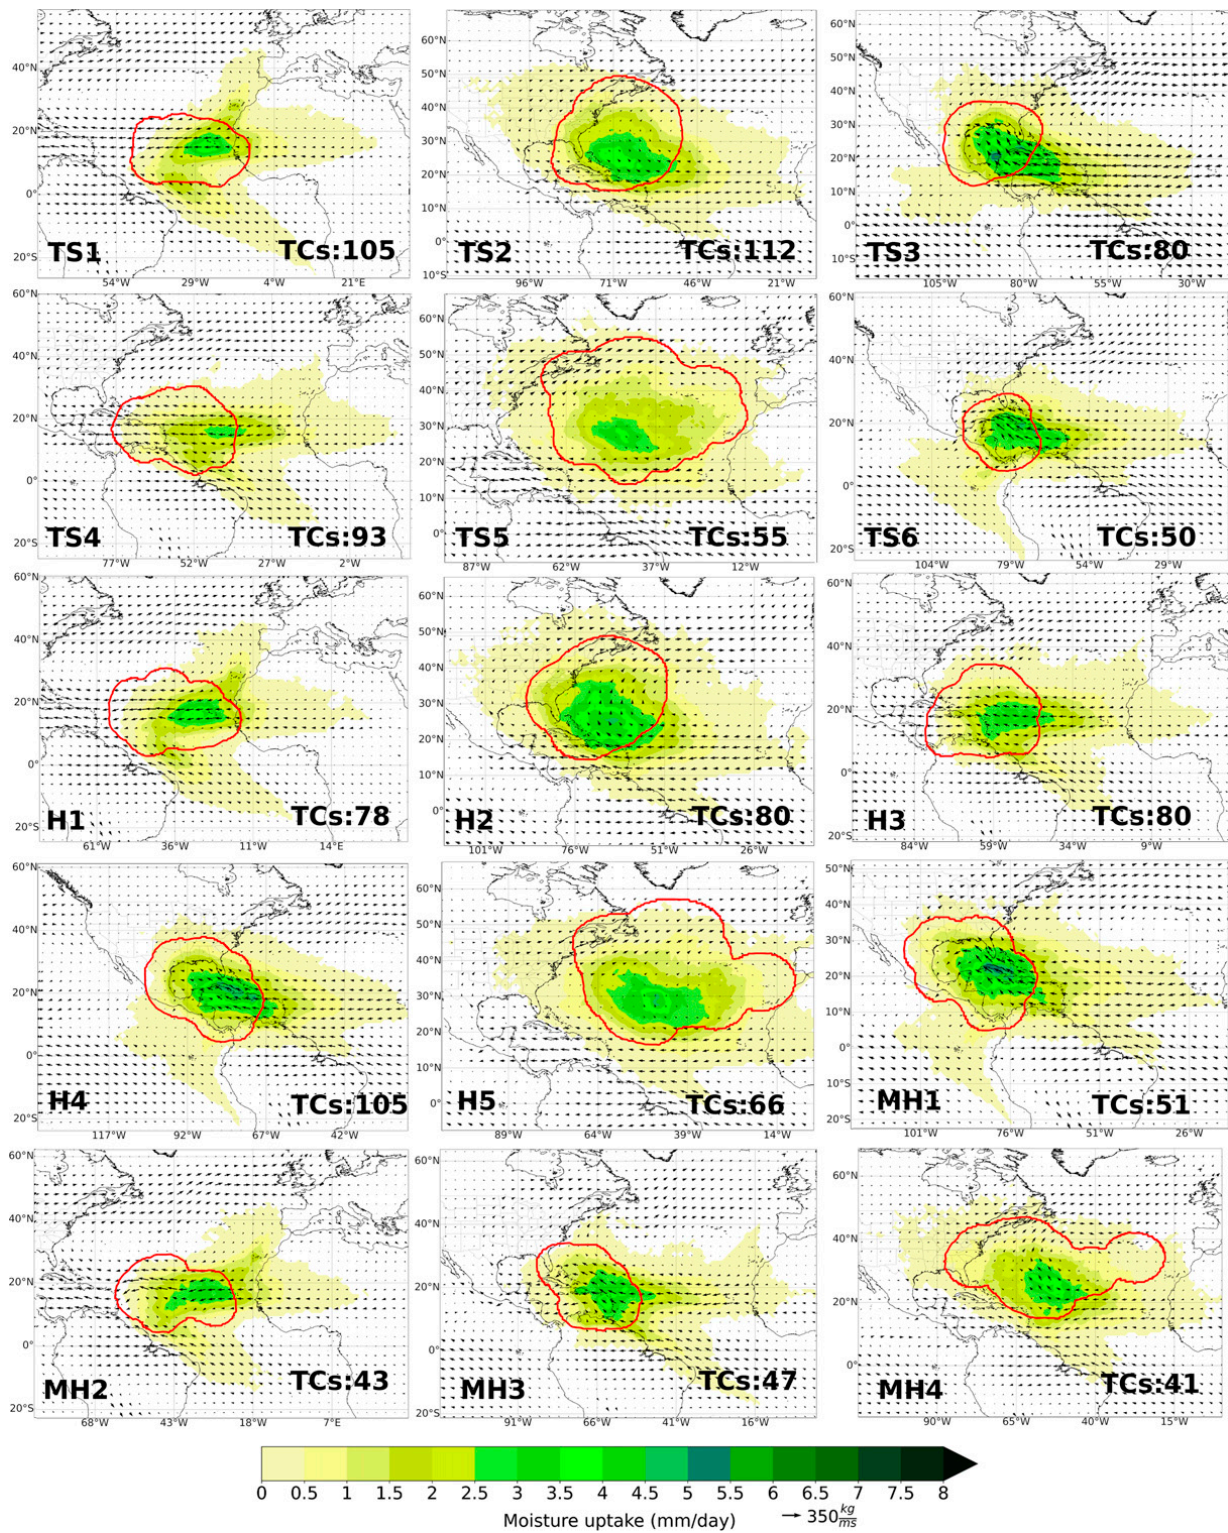 40°N
20°N
0°
20°S
TS1
TCs:105
54°W 29°W 4°W 21°E
60°N
50°N
40°N
30°N
20°N
10°N
0°
10°S
TS2
TCs:112
96°W 71°W 46°W 21°W
60°N
50°N
40°N
30°N
20°N
10°N
0°
10°S
TS3
TCs:80
105°W 80°W 55°W 30°W
60°N
40°N
20°N
0°
20°S
TS4
TCs:93
77°W 52°W 27°W 2°W
60°N
50°N
40°N
30°N
20°N
10°N
0°
TS5
TCs:55
87°W 62°W 37°W 12°W
60°N
40°N
20°N
0°
20°S
TS6
TCs:50
104°W 79°W 54°W 29°W
60°N
40°N
20°N
0°
20°S
H1
TCs:78
61°W 36°W 11°W 14°E
60°N
50°N
40°N
30°N
20°N
10°N
0°
H2
TCs:80
101°W 76°W 51°W 26°W
60°N
40°N
20°N
0°
20°S
H3
TCs:80
84°W 59°W 34°W 9°W
60°N
40°N
20°N
0°
20°S
H4
TCs:105
117°W 92°W 67°W 42°W
60°N
50°N
40°N
30°N
20°N
10°N
0°
H5
TCs:66
89°W 64°W 39°W 14°W
50°N
40°N
30°N
20°N
10°N
0°
10°S
20°S
MH1
TCs:51
101°W 76°W 51°W 26°W
60°N
40°N
20°N
0°
20°S
MH2
TCs:43
68°W 43°W 18°W 7°E
60°N
40°N
20°N
0°
20°S
MH3
TCs:47
91°W 66°W 41°W 16°W
60°N
40°N
20°N
0°
MH4
TCs:41
90°W 65°W 40°W 15°W
0 0.5 1 1.5 2 2.5 3 3.5 4 4.5 5 5.5 6 6.5 7 7.5 8
Moisture uptake (mm/day) → 350 kg/ms